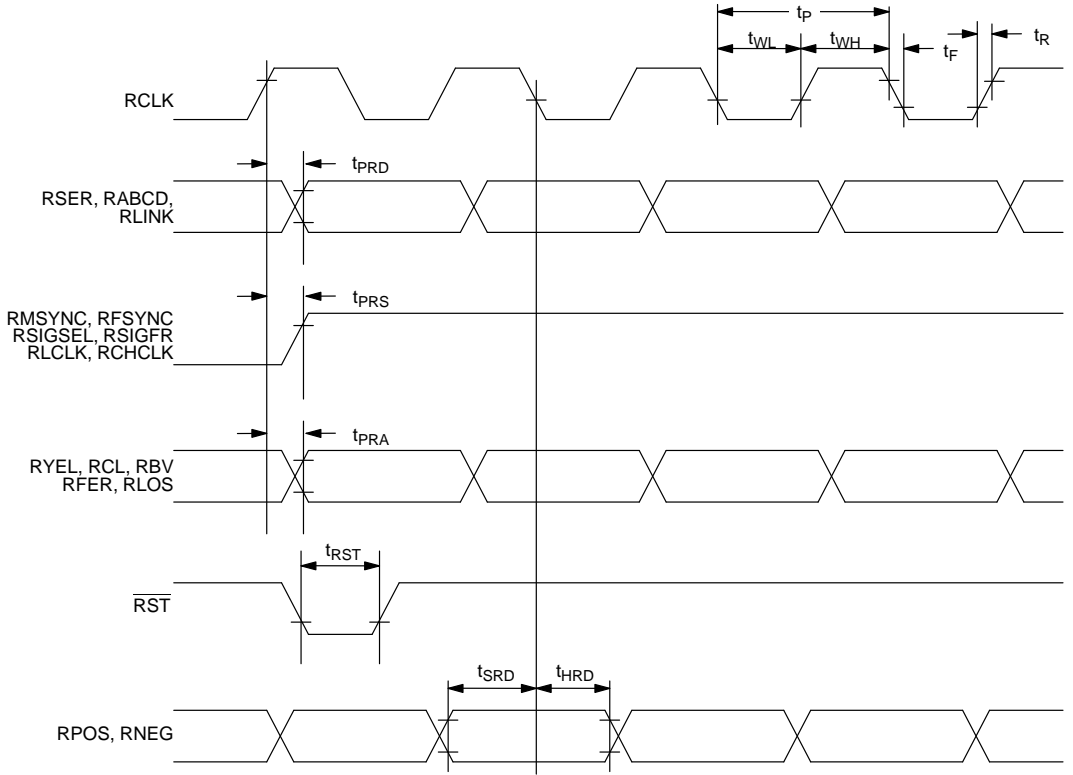 tP
tWL tWH tF tR
RCLK
tPRD
RSER, RABCD,
RLINK
tPRS
RMSYNC, RFSYNC
RSIGSEL, RSIGFR
RLCLK, RCHCLK
tPRA
RYEL, RCL, RBV
RFER, RLOS
tRST
RST
tSRD tHRD
RPOS, RNEG